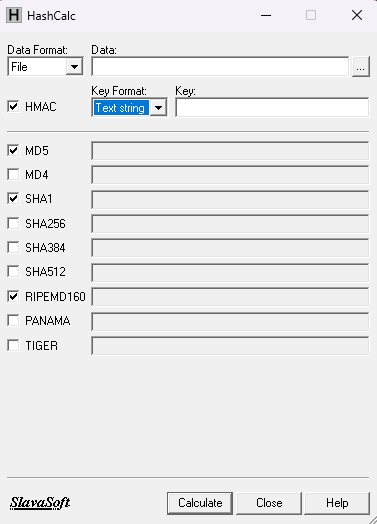 HashCalc
Data Format: Data:
File ...
Key Format: Key:
HMAC Text string
MD5
MD4
SHA1
SHA256
SHA384
SHA512
RIPEMD160
PANAMA
TIGER
SlavaSoft Calculate Close Help